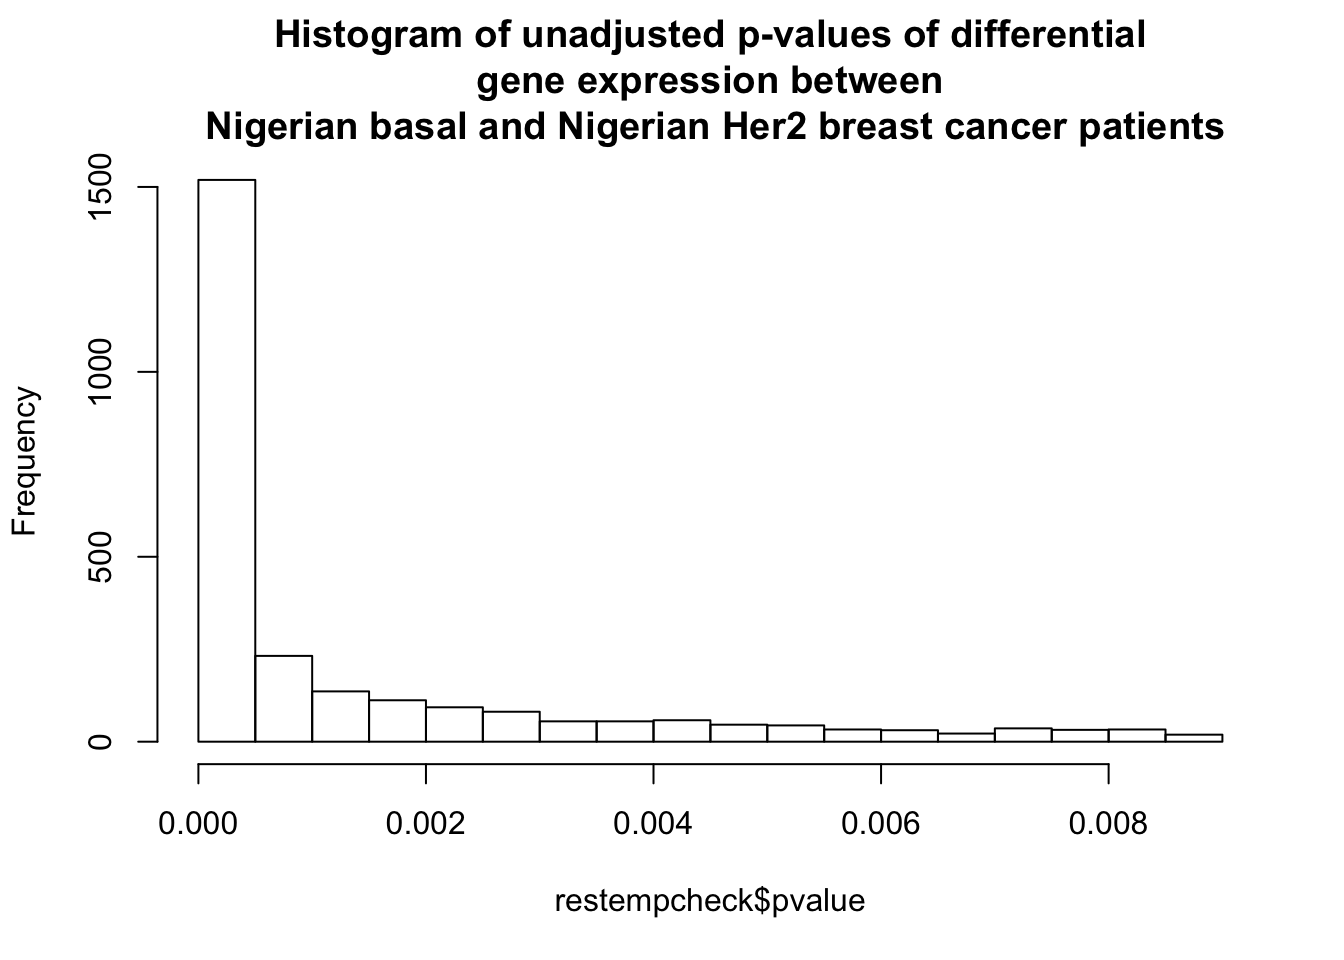 Histogram of unadjusted p-values of differential
gene expression between
Nigerian basal and Nigerian Her2 breast cancer patients
Frequency
1500
1000
500
0
0.000 0.002 0.004 0.006 0.008
restempcheck$pvalue